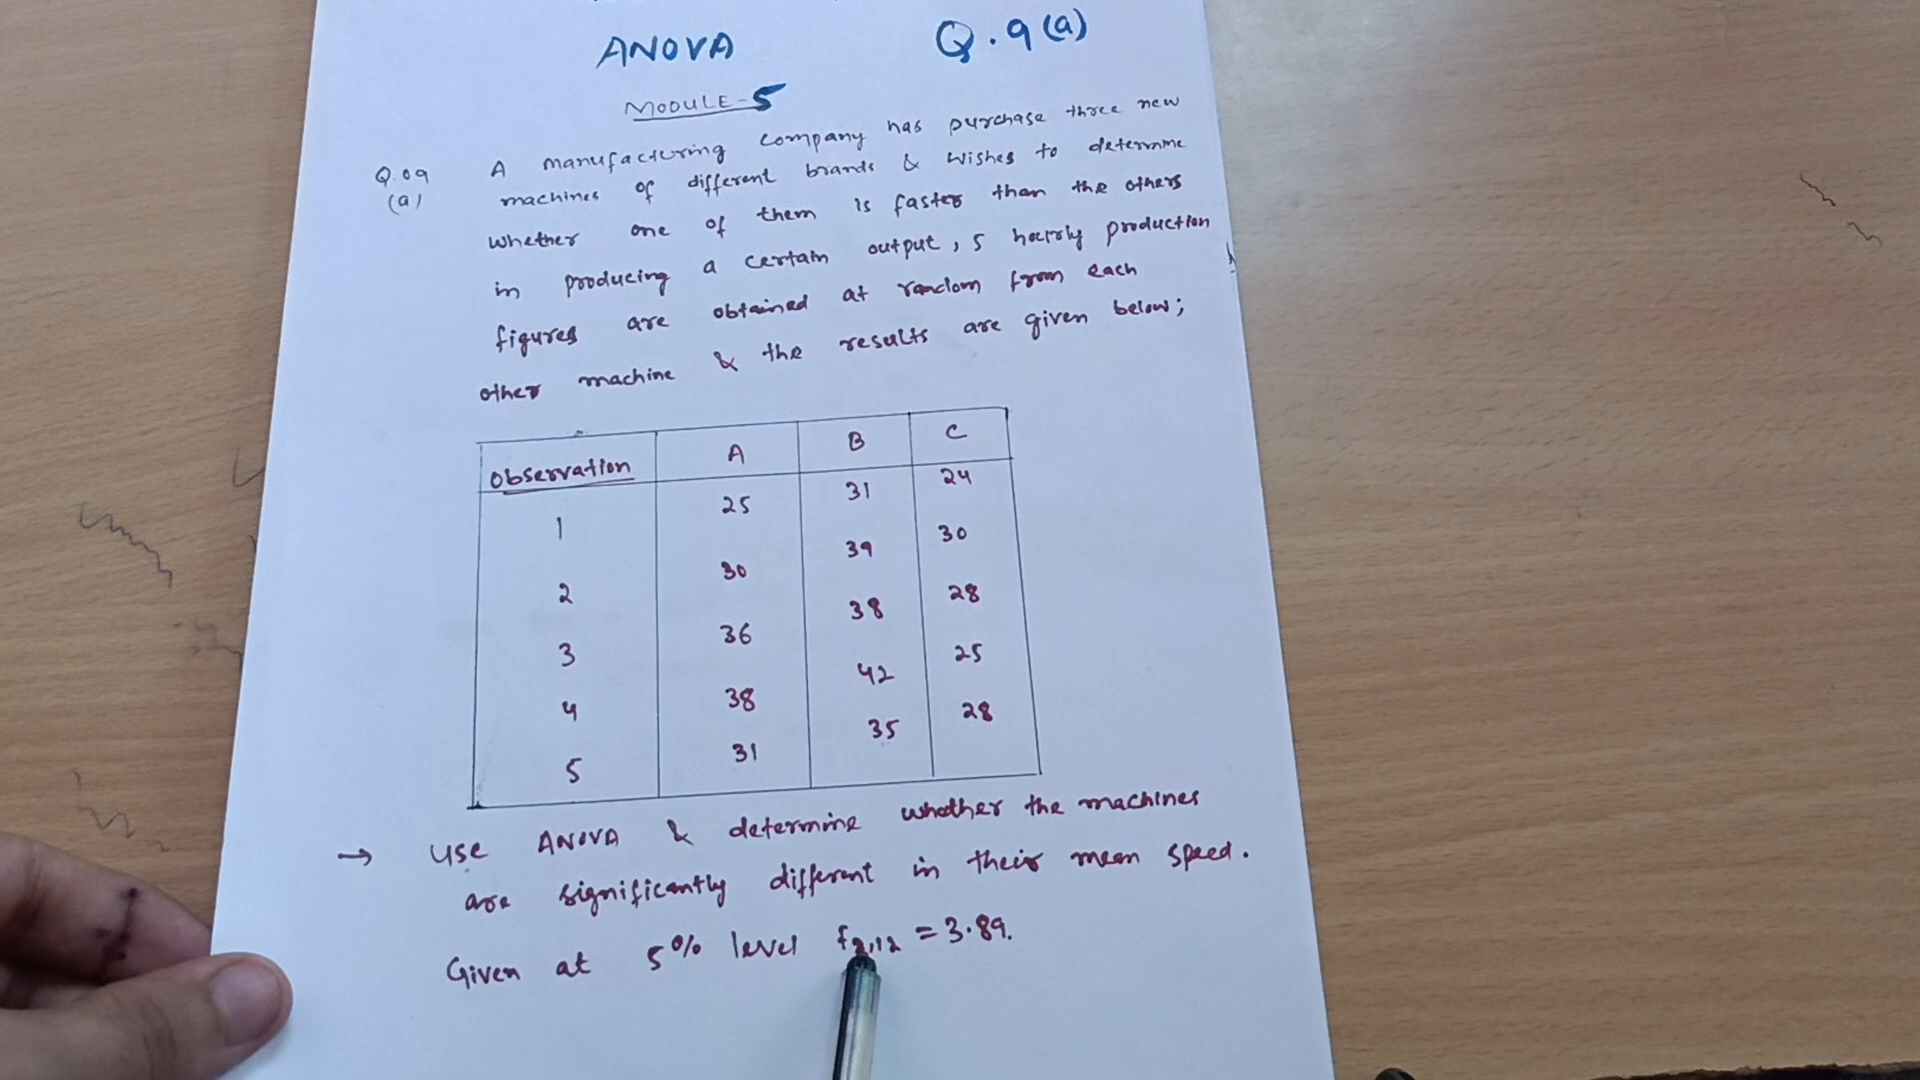 ANOVA Q.9(a)
MODULE-5
Q.09 A manufacturing company has purchase three new
(a) machines of different brands & wishes to determine
whether one of them is faster than the others
in producing a certain output, 5 hourly production
figures are obtained at random from each
other machine & the results are given below;
Observation A B C
1 25 31 24
2 30 39 30
3 36 38 28
4 38 42 25
5 31 35 28
→ Use ANOVA & determine whether the machines
are significantly different in their mean speed.
Given at 5% level f2,12 = 3.89.